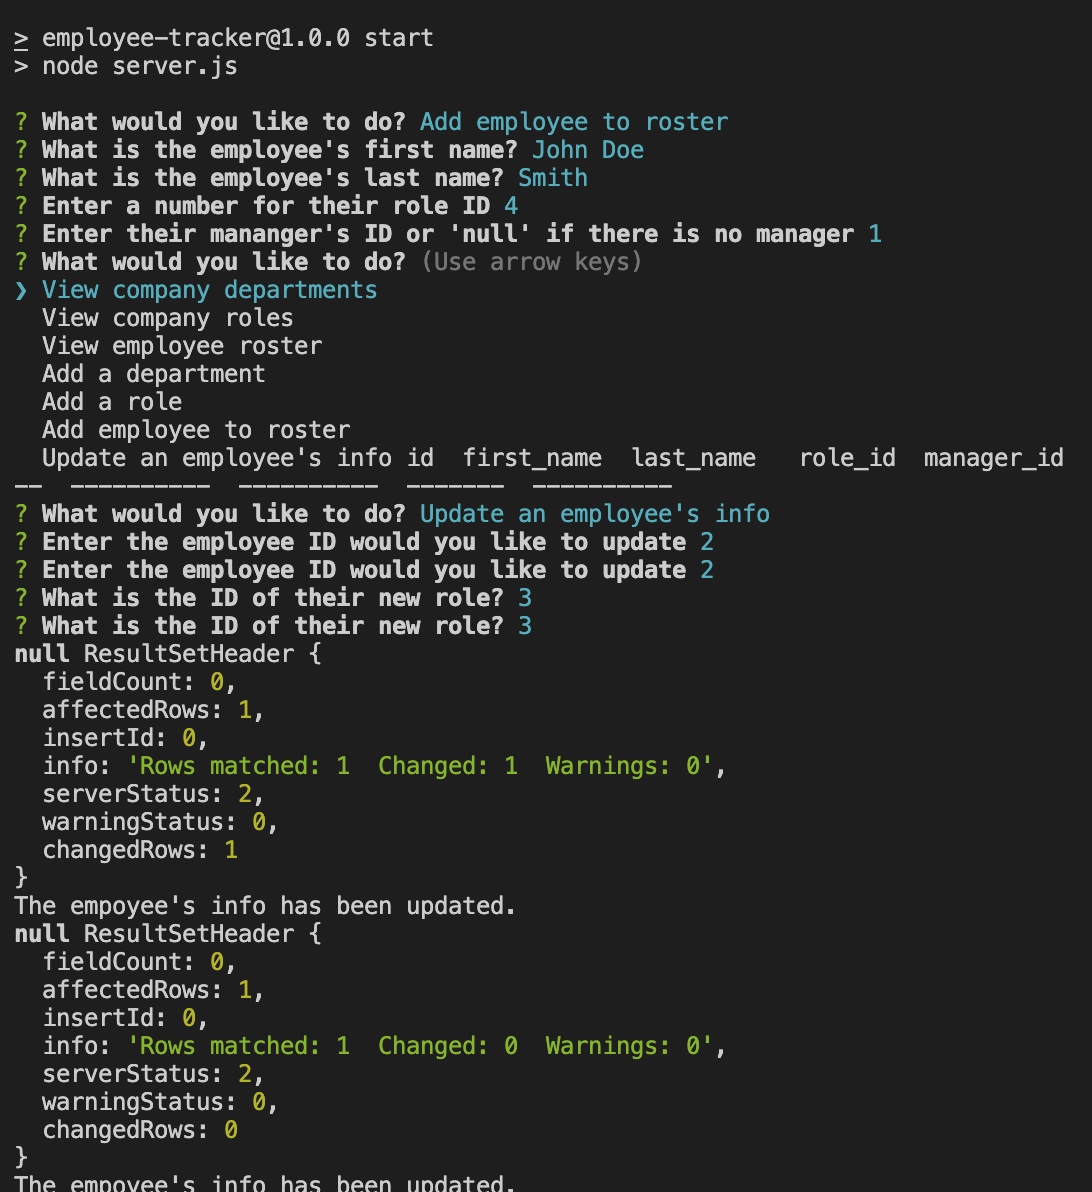 > employee-tracker@1.0.0 start
> node server.js
? What would you like to do? Add employee to roster
? What is the employee's first name? John Doe
? What is the employee's last name? Smith
? Enter a number for their role ID 4
? Enter their mananger's ID or 'null' if there is no manager 1
? What would you like to do? (Use arrow keys)
❯ View company departments
View company roles
View employee roster
Add a department
Add a role
Add employee to roster
Update an employee's info id  first_name  last_name   role_id  manager_id
--  ----------  ----------  -------  ----------
? What would you like to do? Update an employee's info
? Enter the employee ID would you like to update 2
? Enter the employee ID would you like to update 2
? What is the ID of their new role? 3
? What is the ID of their new role? 3
null ResultSetHeader {
fieldCount: 0,
affectedRows: 1,
insertId: 0,
info: 'Rows matched: 1  Changed: 1  Warnings: 0',
serverStatus: 2,
warningStatus: 0,
changedRows: 1
}
The empoyee's info has been updated.
null ResultSetHeader {
fieldCount: 0,
affectedRows: 1,
insertId: 0,
info: 'Rows matched: 1  Changed: 0  Warnings: 0',
serverStatus: 2,
warningStatus: 0,
changedRows: 0
}
The empoyee's info has been updated.